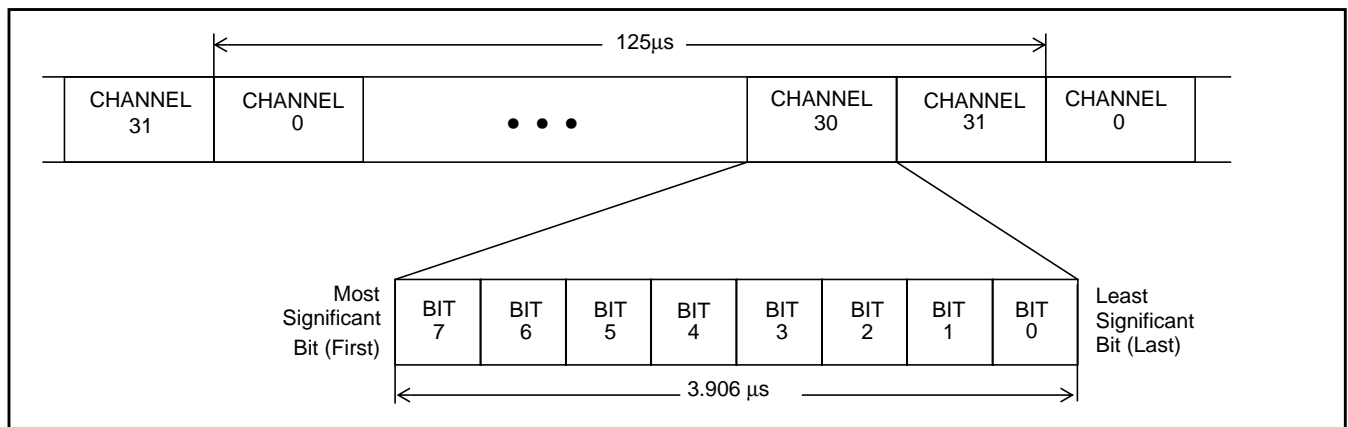 125μs
CHANNEL
31
CHANNEL
0
CHANNEL
30
CHANNEL
31
CHANNEL
0
Most
Significant
Bit (First)
BIT
7
BIT
6
BIT
5
BIT
4
BIT
3
BIT
2
BIT
1
BIT
0
Least
Significant
Bit (Last)
3.906 μs